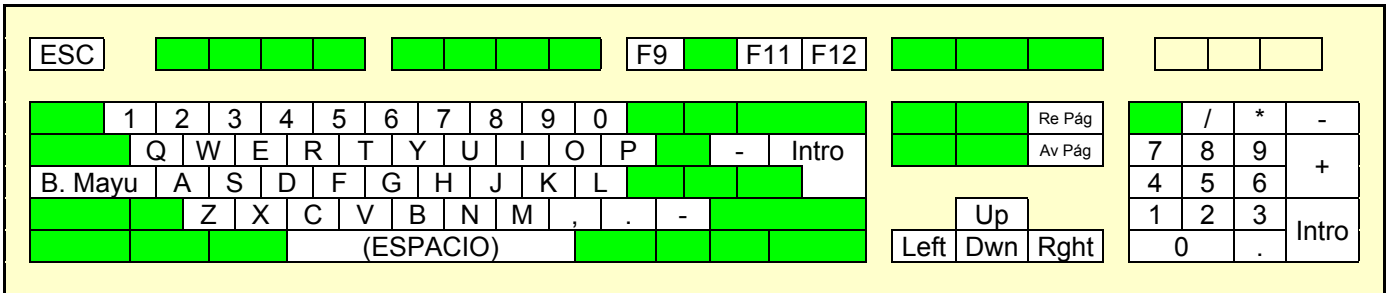 ESC F9 F11 F12
1 2 3 4 5 6 7 8 9 0 Re Pág / * -
Q W E R T Y U I O P - Intro Av Pág 7 8 9 +
B. Mayu A S D F G H J K L 4 5 6
Z X C V B N M , . - Up 1 2 3 Intro
(ESPACIO) Left Dwn Rght 0 .